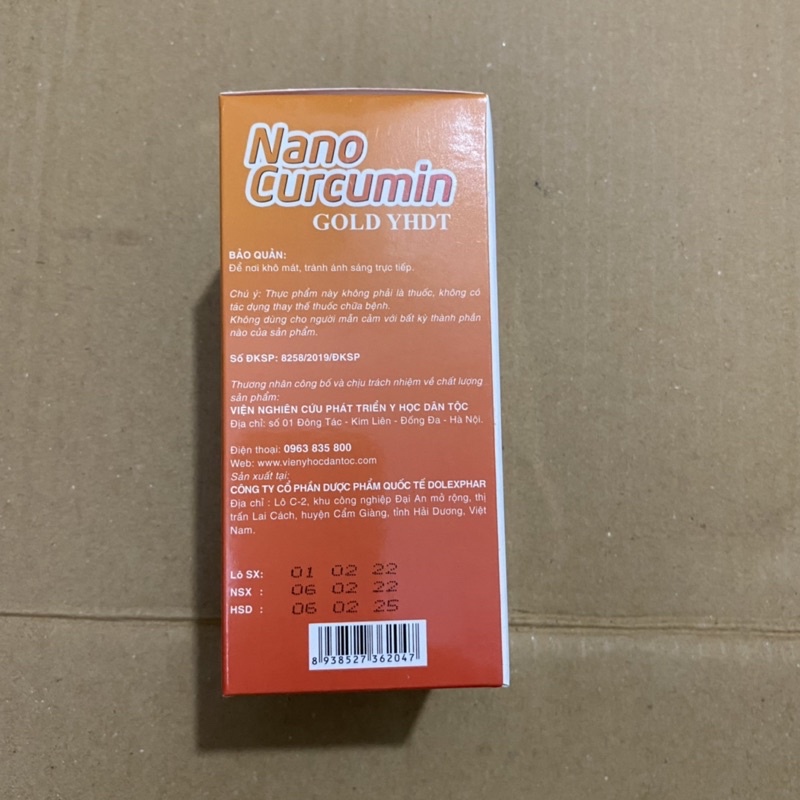 Nano
Curcumin
GOLD YHDT
BẢO QUẢN:
Để nơi khô mát, tránh ánh sáng trực tiếp.
Chú ý: Thực phẩm này không phải là thuốc, không có
tác dụng thay thế thuốc chữa bệnh.
Không dùng cho người mẫn cảm với bất kỳ thành phần
nào của sản phẩm.
Số ĐKSP: 8258/2019/ĐKSP
Thương nhân công bố và chịu trách nhiệm về chất lượng
sản phẩm:
VIỆN NGHIÊN CỨU PHÁT TRIỂN Y HỌC DÂN TỘC
Địa chỉ: số 01 Đông Tác - Kim Liên - Đống Đa - Hà Nội.
Điện thoại: 0963 835 800
Web: www.vienyhocdantoc.com
Sản xuất tại:
CÔNG TY CỔ PHẦN DƯỢC PHẨM QUỐC TẾ DOLEXPHAR
Địa chỉ : Lô C-2, khu công nghiệp Đại An mở rộng, thị
trấn Lai Cách, huyện Cẩm Giàng, tỉnh Hải Dương, Việt
Nam.
Lô SX: 01 02 22
NSX : 06 02 22
HSD : 06 02 25
8 938527 362047